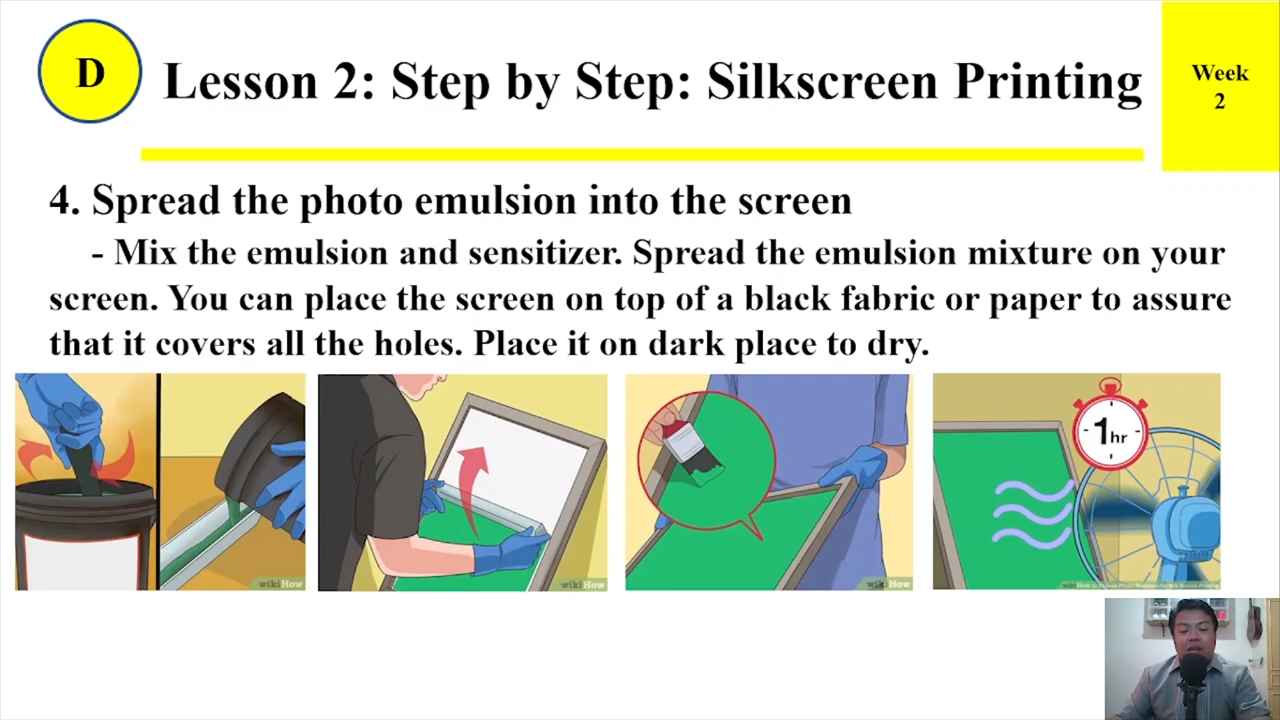 D
Lesson 2: Step by Step: Silkscreen Printing
Week
2
4. Spread the photo emulsion into the screen
- Mix the emulsion and sensitizer. Spread the emulsion mixture on your
screen. You can place the screen on top of a black fabric or paper to assure
that it covers all the holes. Place it on dark place to dry.
1hr
wikiHow
wikiHow
wikiHow